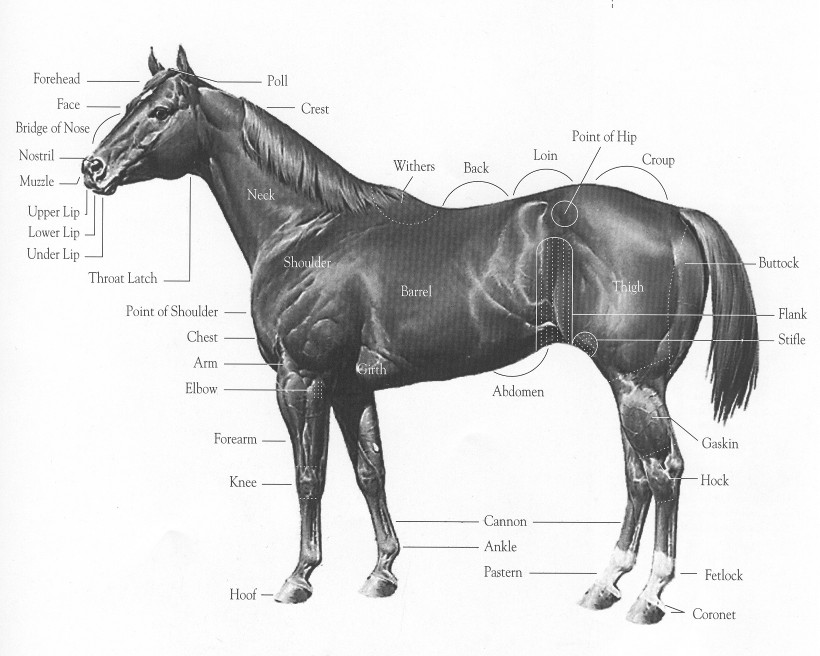 Forehead
Poll
Face
Crest
Bridge of Nose
Point of Hip
Nostril
Withers
Back
Loin
Croup
Muzzle
Neck
Upper Lip
Lower Lip
Under Lip
Shoulder
Buttock
Throat Latch
Barrel
Thigh
Point of Shoulder
Flank
Chest
Stifle
Arm
Girth
Elbow
Abdomen
Forearm
Gaskin
Knee
Hock
Cannon
Ankle
Pastern
Fetlock
Hoof
Coronet